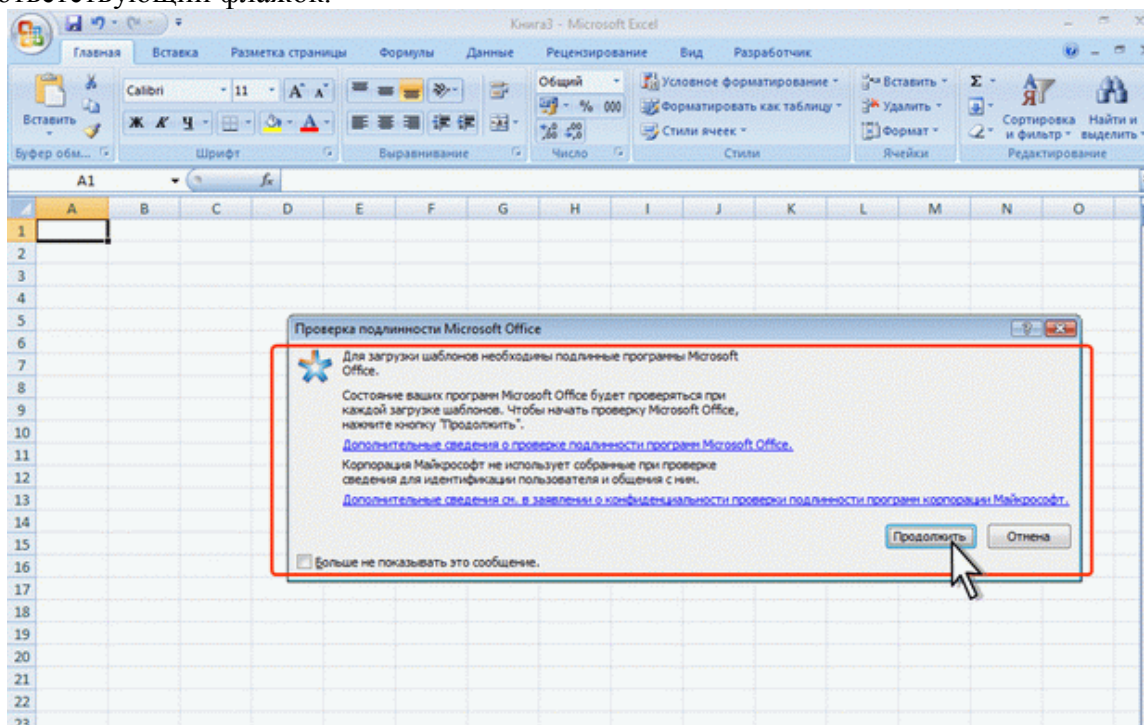 ответствующий флажок.
Книга3 - Microsoft Excel
Главная Вставка Разметка страницы Формулы Данные Рецензирование Вид Разработчик
Вставить
Calibri 11
Ж К Ч
Общий
% 000
Условное форматирование
Форматировать как таблицу
Стили ячеек
Вставить
Удалить
Формат
Σ
Сортировка и фильтр
Найти и выделить
Буфер обм... Шрифт Выравнивание Число Стили Ячейки Редактирование
A1 fx
A B C D E F G H I J K L M N O
1
2
3
4
5
6
7
8
9
10
11
12
13
14
15
16
17
18
19
20
21
22
23
Проверка подлинности Microsoft Office
Для загрузки шаблонов необходимы подлинные программы Microsoft
Office.
Состояние ваших программ Microsoft Office будет проверяться при
каждой загрузке шаблонов. Чтобы начать проверку Microsoft Office,
нажмите кнопку "Продолжить".
Дополнительные сведения о проверке подлинности программ Microsoft Office.
Корпорация Майкрософт не использует собранные при проверке
сведения для идентификации пользователя и общения с ним.
Дополнительные сведения см. в заявлении о конфиденциальности проверки подлинности программ корпорации Майкрософт.
Продолжить Отмена
Больше не показывать это сообщение.